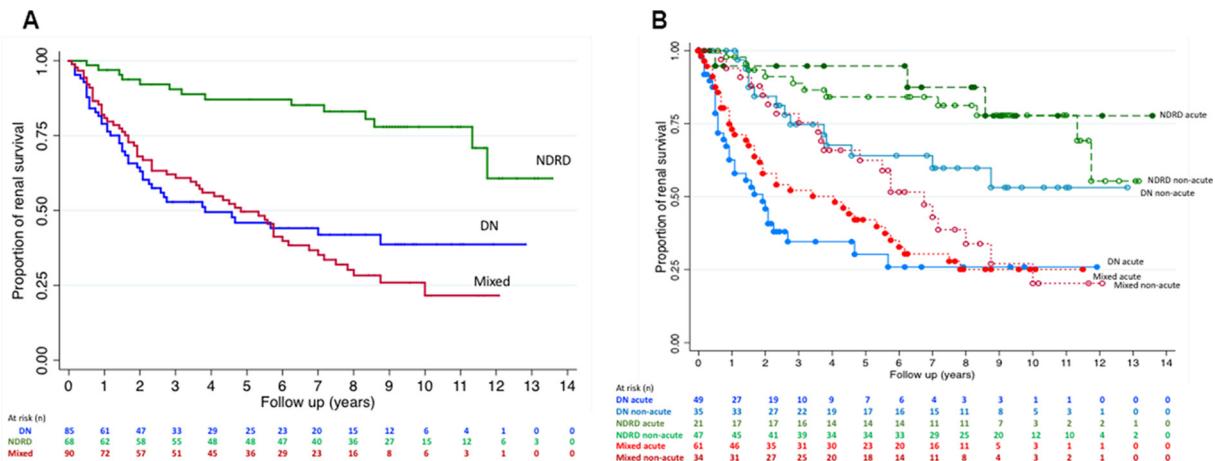 A
1.00
0.75
0.50
0.25
0.00
Proportion of renal survival
NDRD
DN
Mixed
0 1 2 3 4 5 6 7 8 9 10 11 12 13 14
Follow up (years)
At risk (n)
DN 85 61 47 33 29 25 23 20 15 12 6 4 1 0 0
NDRD 68 62 58 55 48 48 47 40 36 27 15 12 6 3 0
Mixed 90 72 57 51 45 36 29 23 16 8 6 3 1 0 0
B
1.00
0.75
0.50
0.25
0.00
Proportion of renal survival
NDRD acute
NDRD non-acute
DN non-acute
DN acute
Mixed acute
Mixed non-acute
0 1 2 3 4 5 6 7 8 9 10 11 12 13 14
Follow up (years)
At risk (n)
DN acute 49 27 19 10 9 7 6 4 3 3 1 1 0 0 0
DN non-acute 35 33 27 22 19 17 16 15 11 8 5 3 1 0 0
NDRD acute 21 17 17 16 14 14 14 11 11 7 3 2 2 1 0
NDRD non-acute 47 45 41 39 34 34 33 29 25 20 12 10 4 2 0
Mixed acute 61 46 35 31 30 23 20 16 11 5 3 1 1 0 0
Mixed non-acute 34 31 27 25 20 18 14 11 8 4 3 2 1 0 0